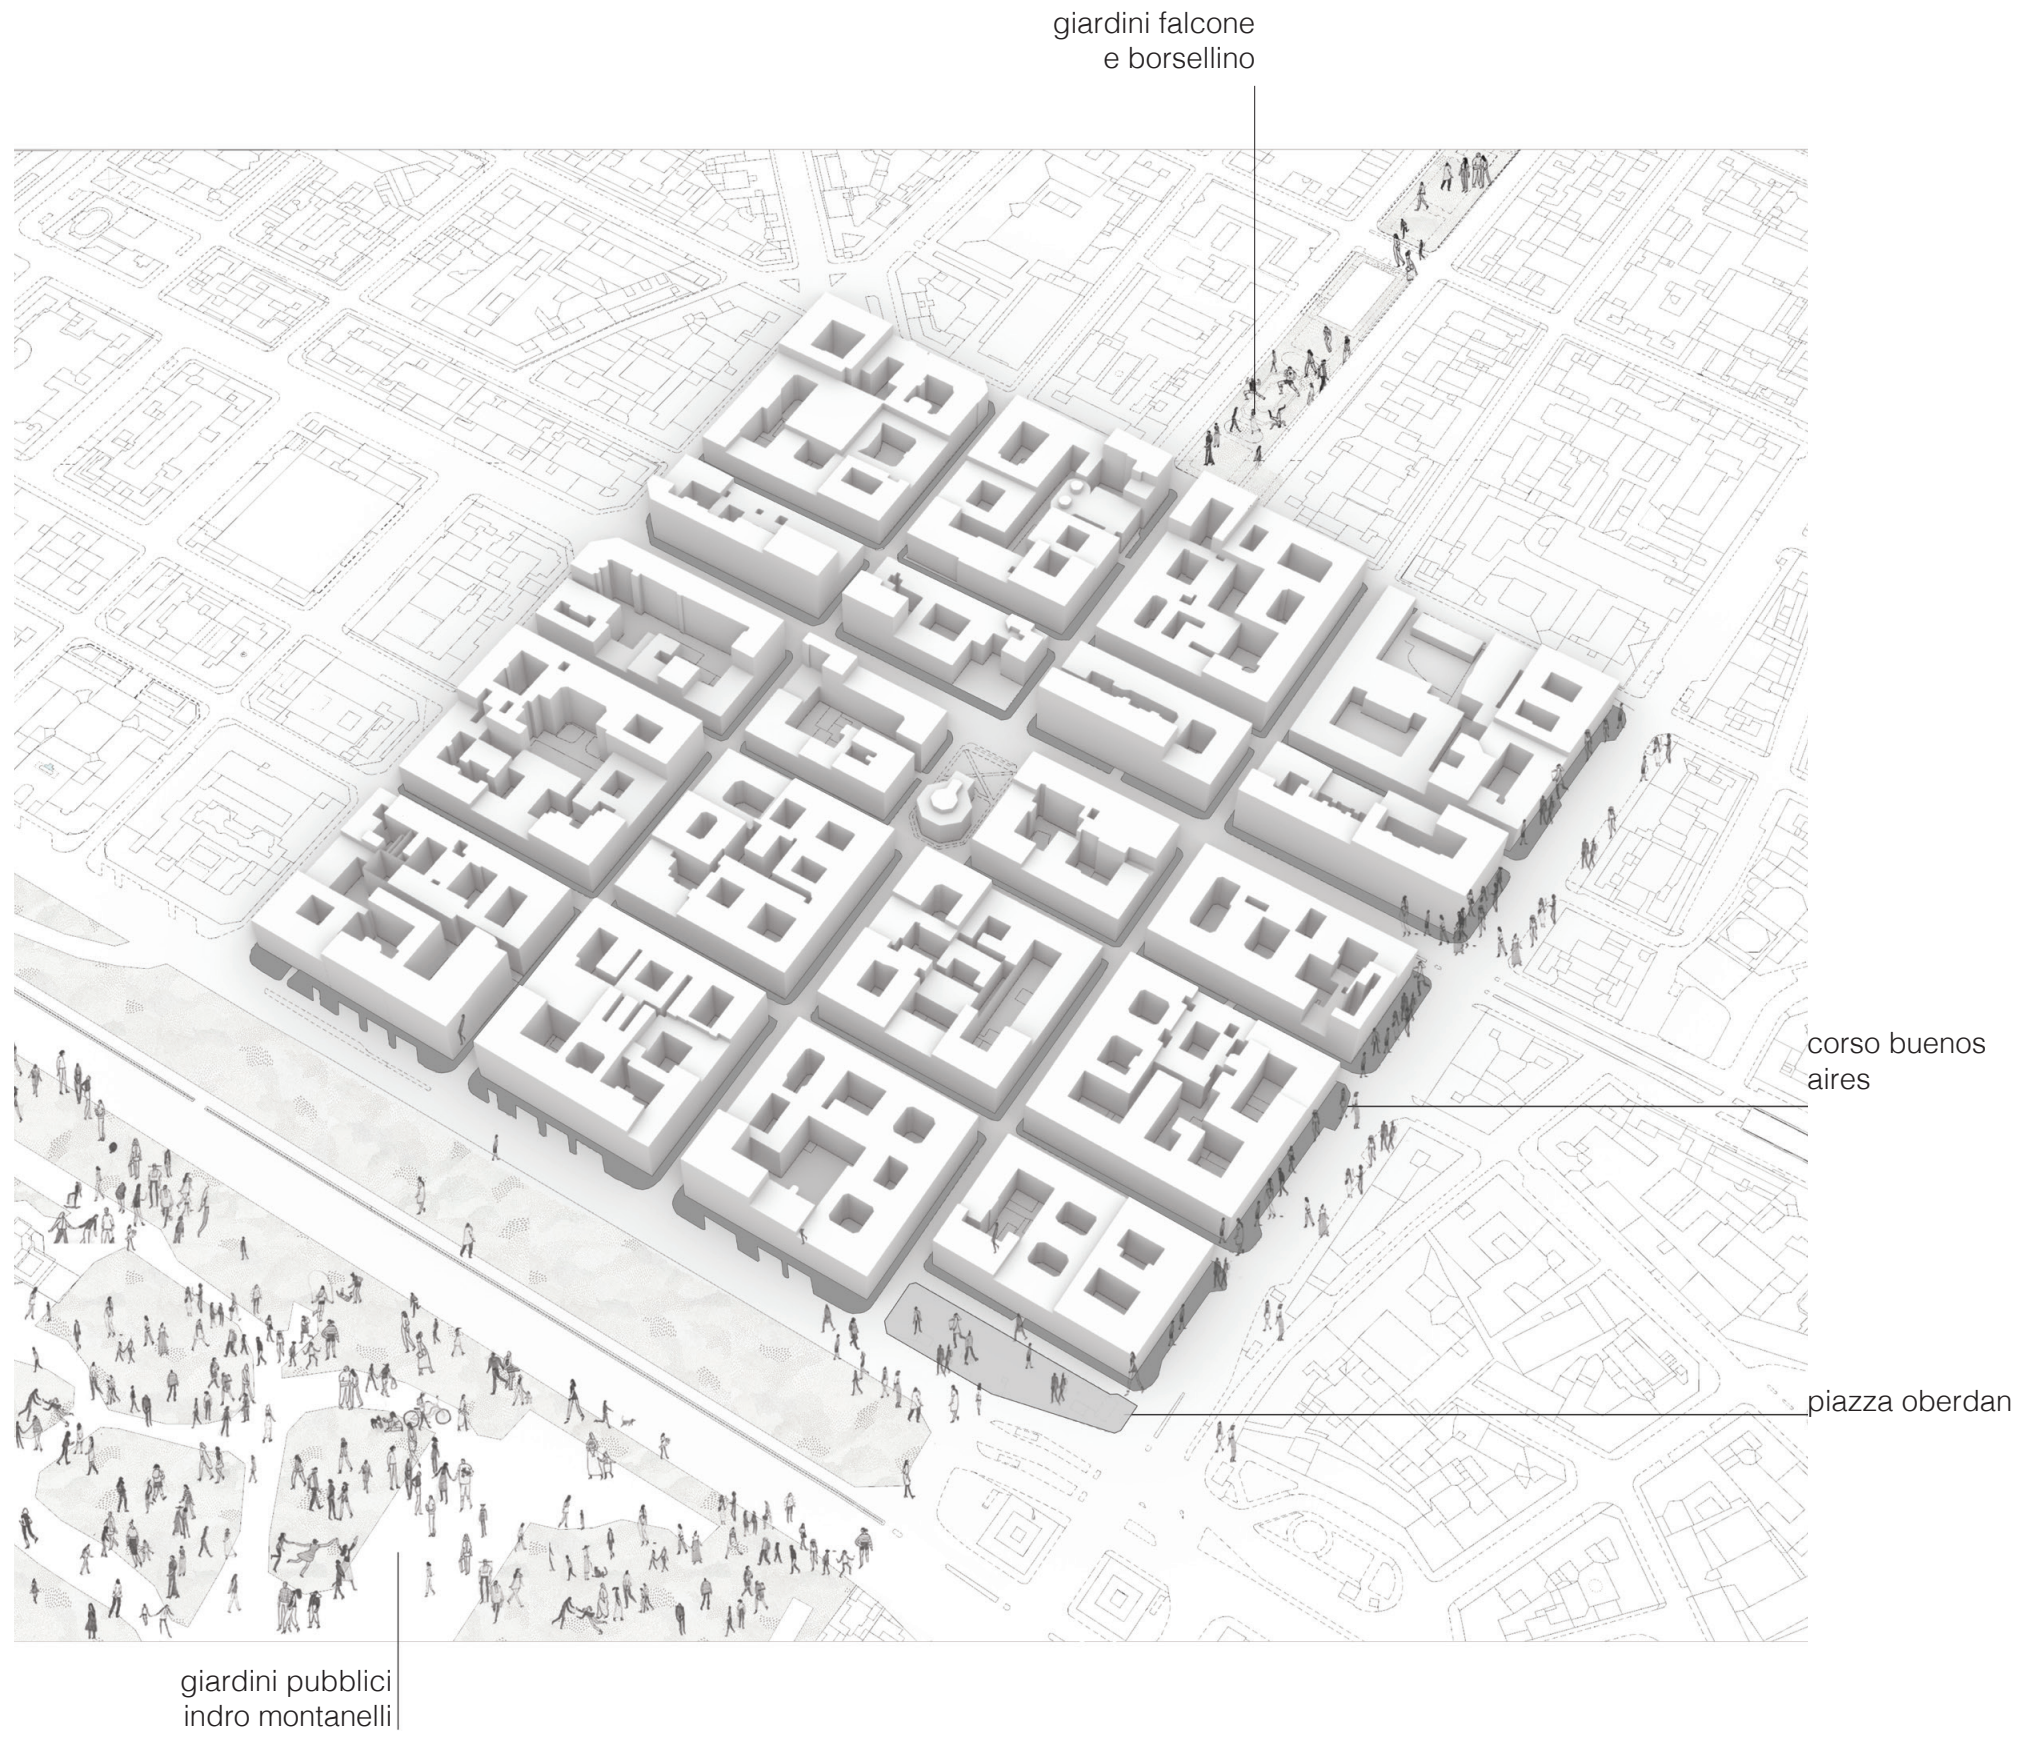 giardini falcone
e borsellino
corso buenos
aires
piazza oberdan
giardini pubblici
indro montanelli